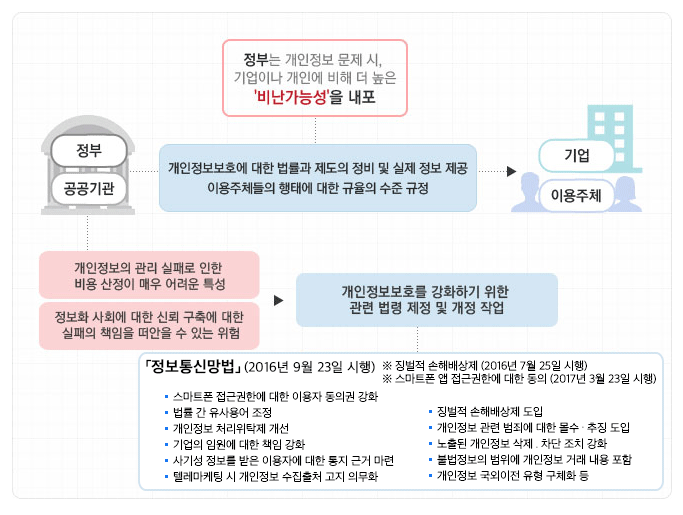 정부는 개인정보 문제 시,
기업이나 개인에 비해 더 높은
'비난가능성'을 내포
정부
공공기관
개인정보보호에 대한 법률과 제도의 정비 및 실제 정보 제공
이용주체들의 행태에 대한 규율의 수준 규정
기업
이용주체
개인정보의 관리 실패로 인한
비용 산정이 매우 어려운 특성
정보화 사회에 대한 신뢰 구축에 대한
실패의 책임을 떠안을 수 있는 위험
개인정보보호를 강화하기 위한
관련 법령 제정 및 개정 작업
「정보통신망법」 (2016년 9월 23일 시행)
※ 징벌적 손해배상제 (2016년 7월 25일 시행)
※ 스마트폰 앱 접근권한에 대한 동의 (2017년 3월 23일 시행)
▪ 스마트폰 접근권한에 대한 이용자 동의권 강화
▪ 법률 간 유사용어 조정
▪ 개인정보 처리위탁제 개선
▪ 기업의 임원에 대한 책임 강화
▪ 사기성 정보를 받은 이용자에 대한 통지 근거 마련
▪ 텔레마케팅 시 개인정보 수집출처 고지 의무화
▪ 징벌적 손해배상제 도입
▪ 개인정보 관련 범죄에 대한 몰수 · 추징 도입
▪ 노출된 개인정보 삭제 . 차단 조치 강화
▪ 불법정보의 범위에 개인정보 거래 내용 포함
▪ 개인정보 국외이전 유형 구체화 등